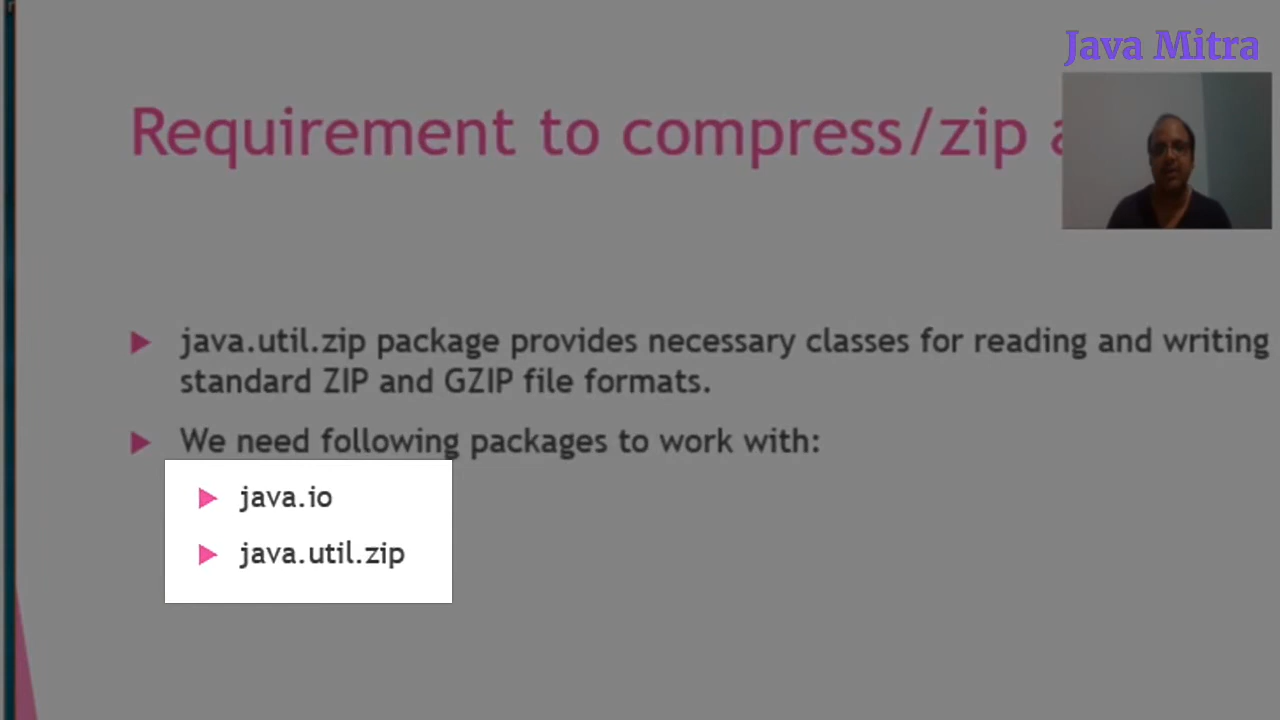 Java Mitra
Requirement to compress/zip
java.util.zip package provides necessary classes for reading and writing
standard ZIP and GZIP file formats.
We need following packages to work with:
java.io
java.util.zip